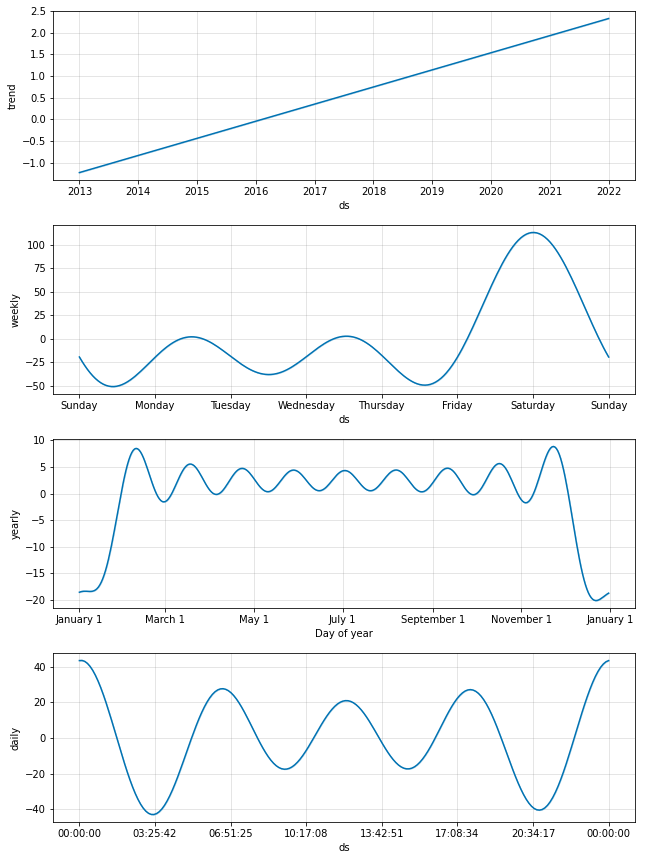 trend
2.5
2.0
1.5
1.0
0.5
0.0
−0.5
−1.0
2013 2014 2015 2016 2017 2018 2019 2020 2021 2022
ds
weekly
100
75
50
25
0
−25
−50
Sunday Monday Tuesday Wednesday Thursday Friday Saturday Sunday
ds
yearly
10
5
0
−5
−10
−15
−20
January 1 March 1 May 1 July 1 September 1 November 1 January 1
Day of year
daily
40
20
0
−20
−40
00:00:00 03:25:42 06:51:25 10:17:08 13:42:51 17:08:34 20:34:17 00:00:00
ds